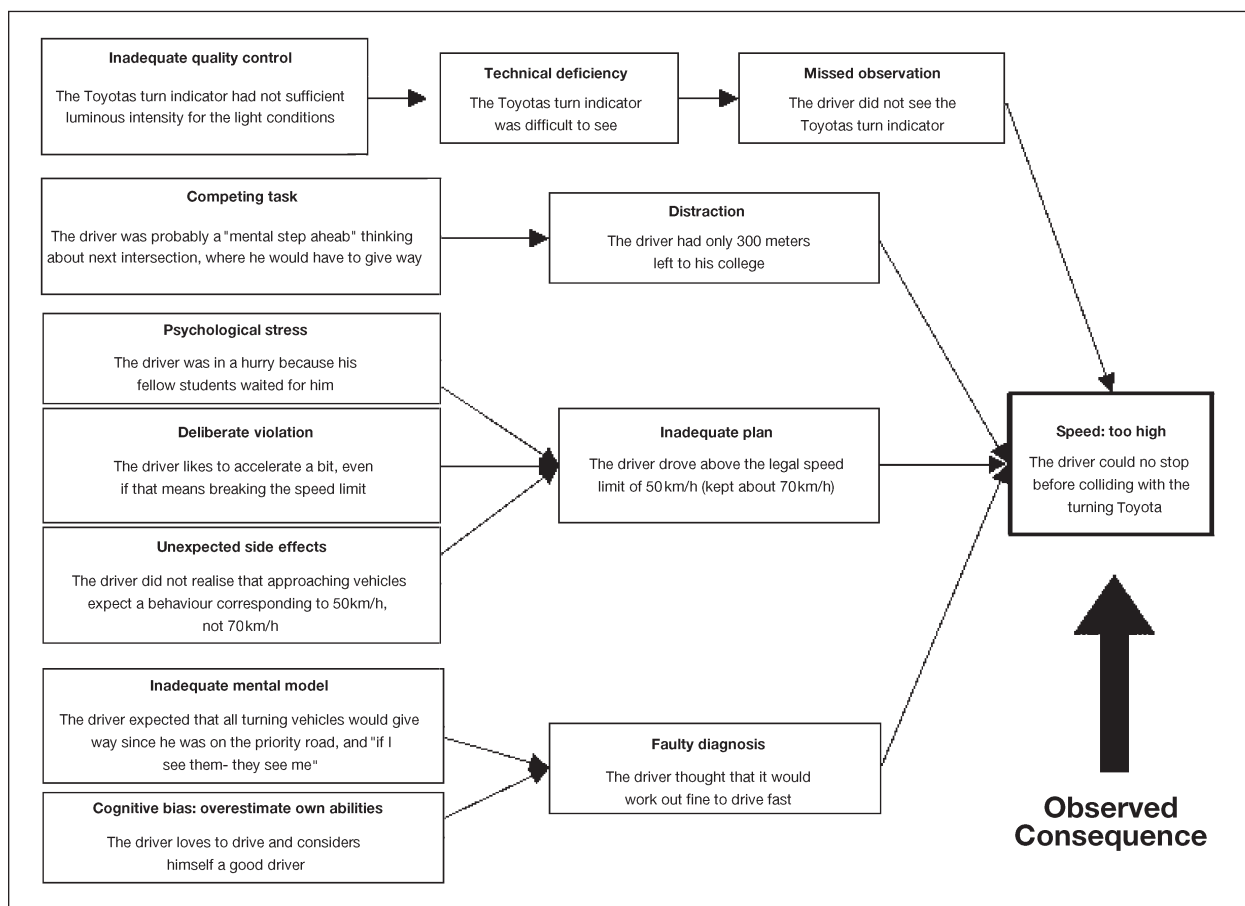 Inadequate quality control
The Toyotas turn indicator had not sufficient
luminous intensity for the light conditions
Technical deficiency
The Toyotas turn indicator
was difficult to see
Missed observation
The driver did not see the
Toyotas turn indicator
Competing task
The driver was probably a "mental step aheab" thinking
about next intersection, where he would have to give way
Distraction
The driver had only 300 meters
left to his college
Psychological stress
The driver was in a hurry because his
fellow students waited for him
Deliberate violation
The driver likes to accelerate a bit, even
if that means breaking the speed limit
Unexpected side effects
The driver did not realise that approaching vehicles
expect a behaviour corresponding to 50km/h,
not 70km/h
Inadequate plan
The driver drove above the legal speed
limit of 50km/h (kept about 70km/h)
Speed: too high
The driver could no stop
before colliding with the
turning Toyota
Inadequate mental model
The driver expected that all turning vehicles would give
way since he was on the priority road, and "if I
see them- they see me"
Cognitive bias: overestimate own abilities
The driver loves to drive and considers
himself a good driver
Faulty diagnosis
The driver thought that it would
work out fine to drive fast
Observed
Consequence